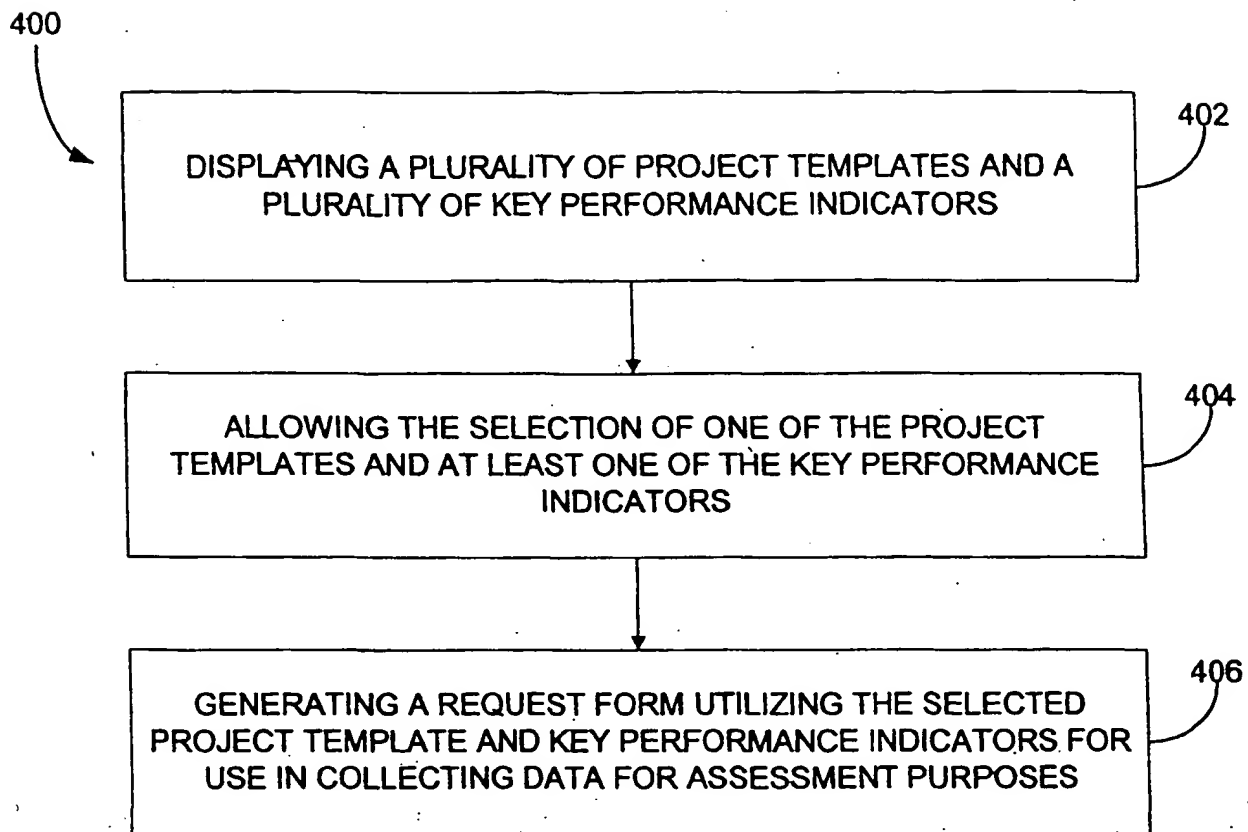 400
402
DISPLAYING A PLURALITY OF PROJECT TEMPLATES AND A
PLURALITY OF KEY PERFORMANCE INDICATORS
404
ALLOWING THE SELECTION OF ONE OF THE PROJECT
TEMPLATES AND AT LEAST ONE OF THE KEY PERFORMANCE
INDICATORS
406
GENERATING A REQUEST FORM UTILIZING THE SELECTED
PROJECT TEMPLATE AND KEY PERFORMANCE INDICATORS FOR
USE IN COLLECTING DATA FOR ASSESSMENT PURPOSES